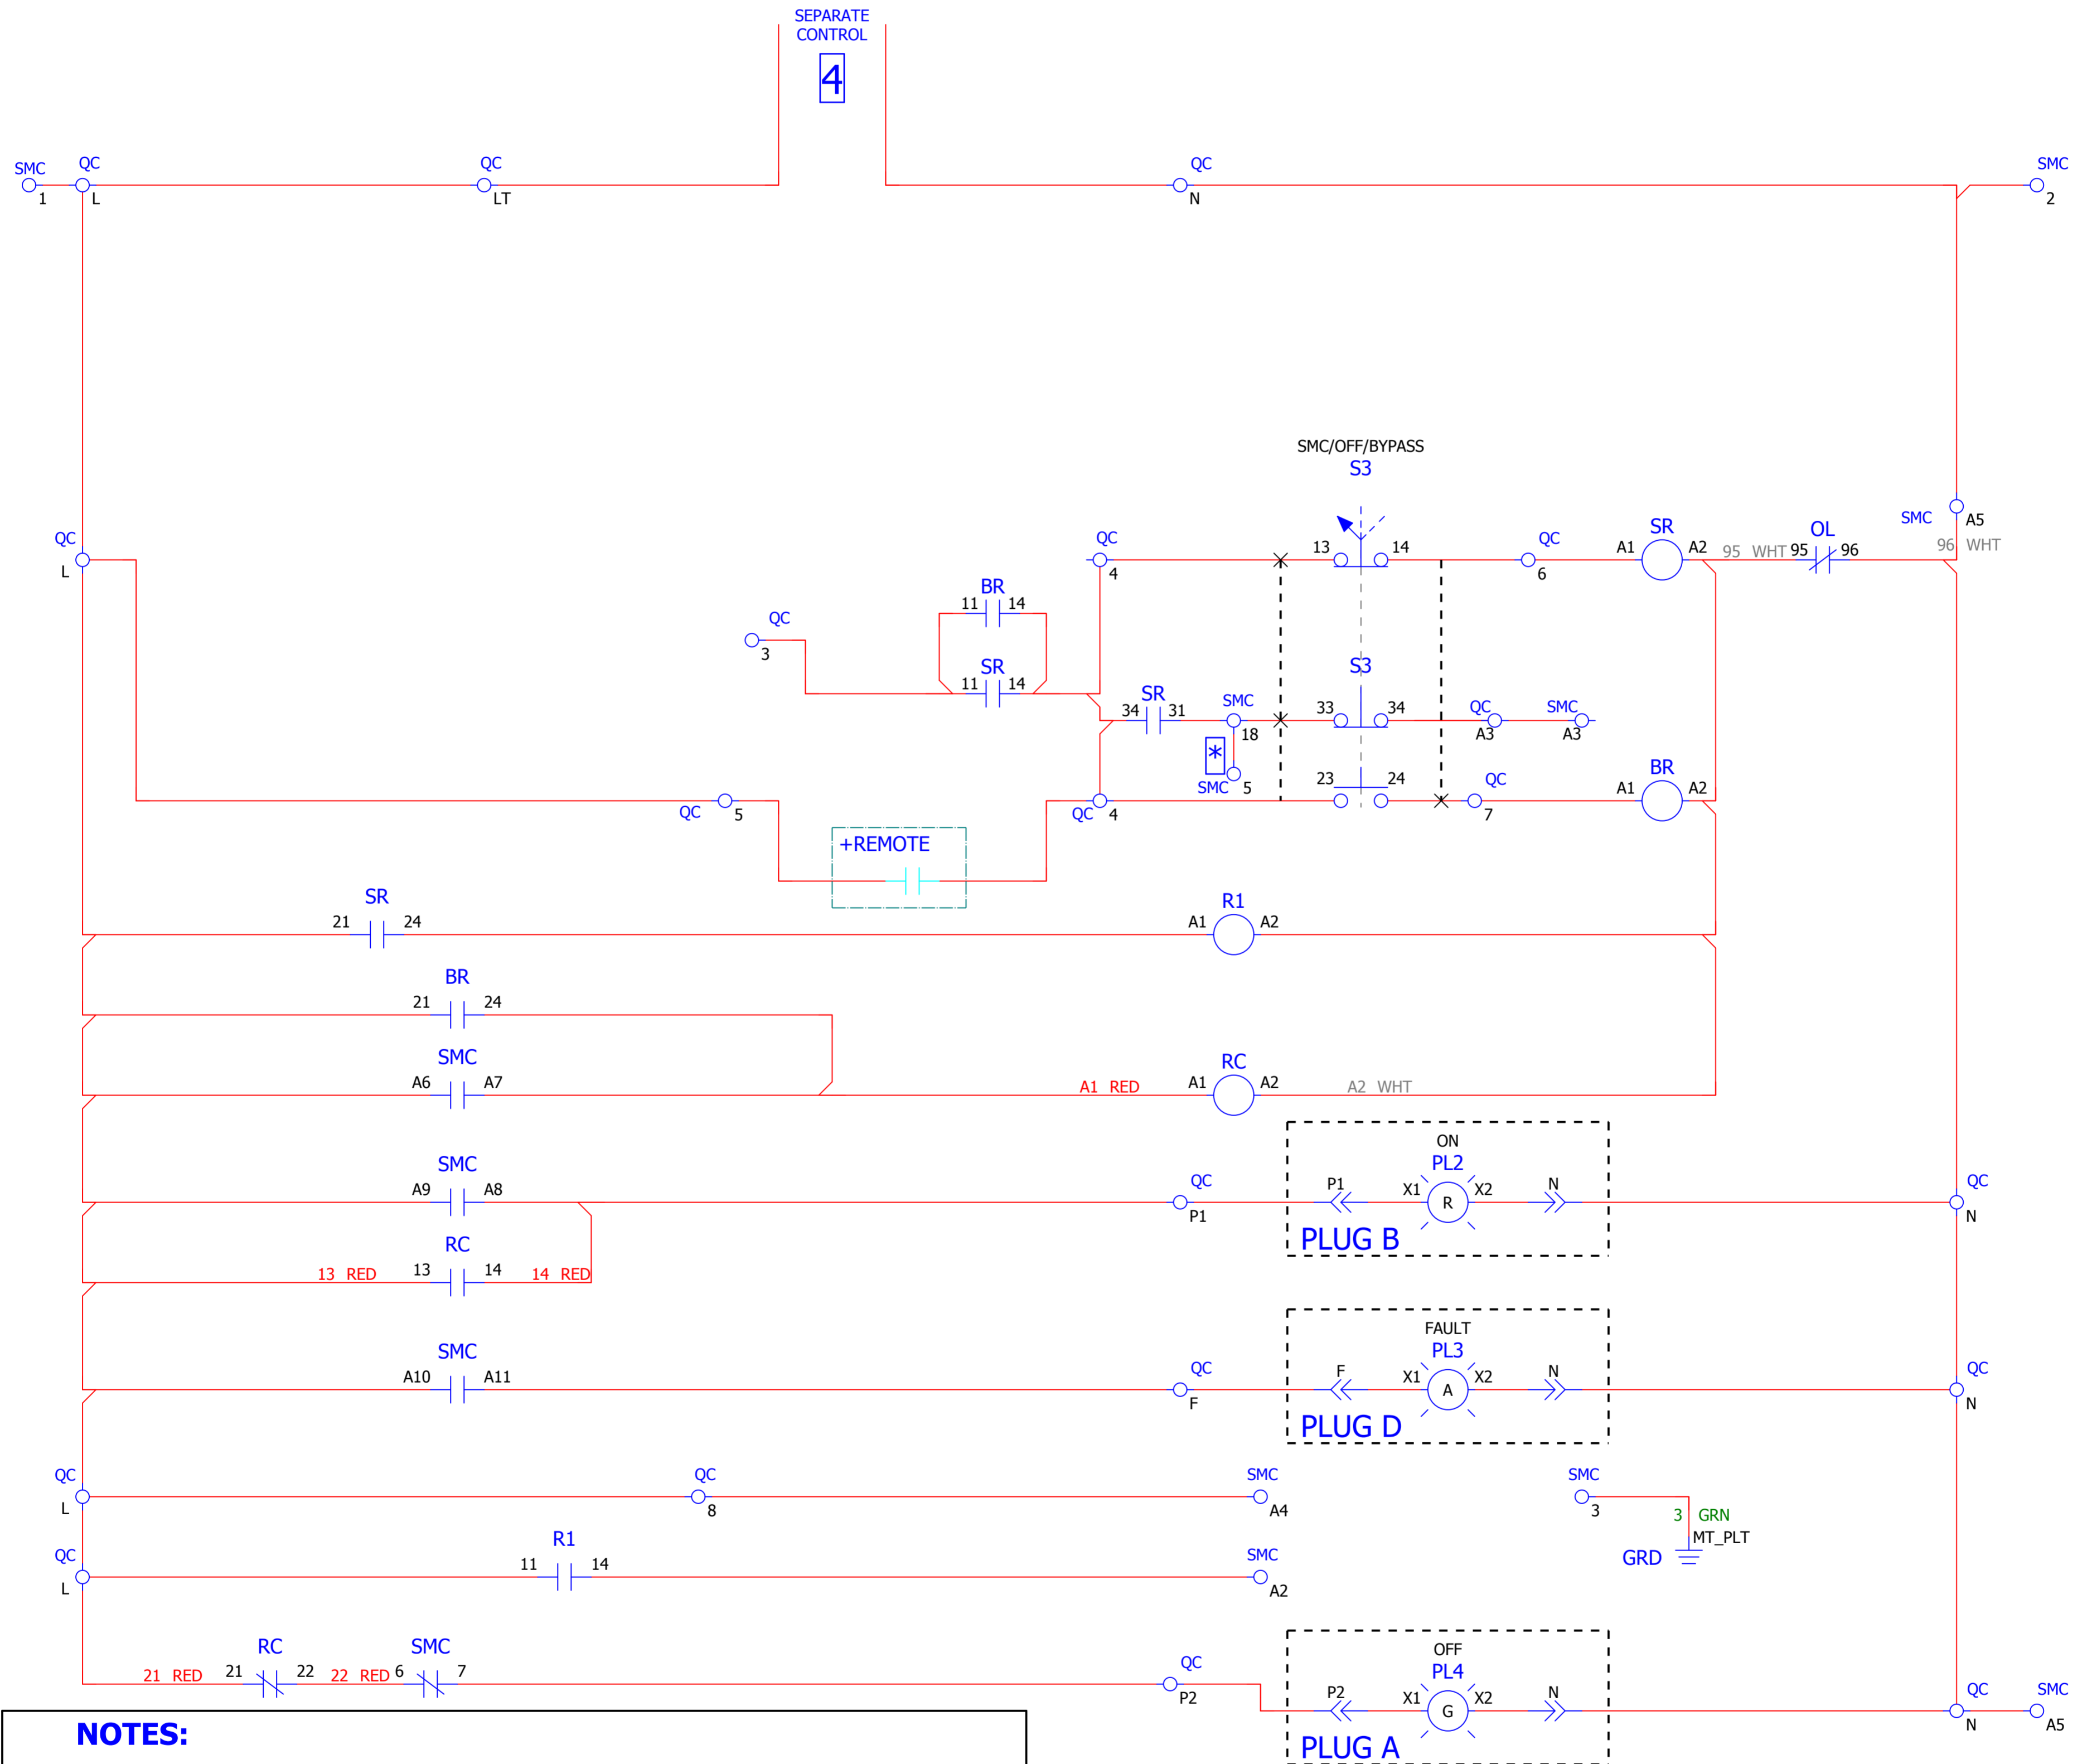 SEPARATE
CONTROL
4
SMC
1
QC
L
QC
LT
QC
N
SMC
2
SMC/OFF/BYPASS
S3
QC
L
QC
4
13
14
QC
6
A1
SR
A2
95 WHT
95
OL
96
SMC
A5
96 WHT
BR
11
14
QC
3
SR
11
14
S3
SR
34
31
SMC
18
33
34
QC
A3
SMC
A3
*
SMC
5
QC
5
QC
4
23
24
QC
7
A1
BR
A2
+REMOTE
SR
21
24
R1
A1
A2
BR
21
24
SMC
A6
A7
A1 RED
A1
RC
A2
A2 WHT
SMC
A9
A8
QC
P1
ON
PL2
P1
X1
R
X2
N
PLUG B
QC
N
RC
13 RED
13
14
14 RED
SMC
A10
A11
QC
F
FAULT
PL3
F
X1
A
X2
N
PLUG D
QC
N
QC
L
QC
8
SMC
A4
SMC
3
3 GRN
MT_PLT
GRD
QC
L
R1
11
14
SMC
A2
RC
21 RED
21
22
22 RED
SMC
6
7
QC
P2
OFF
PL4
P2
X1
G
X2
N
PLUG A
QC
N
SMC
A5
NOTES: